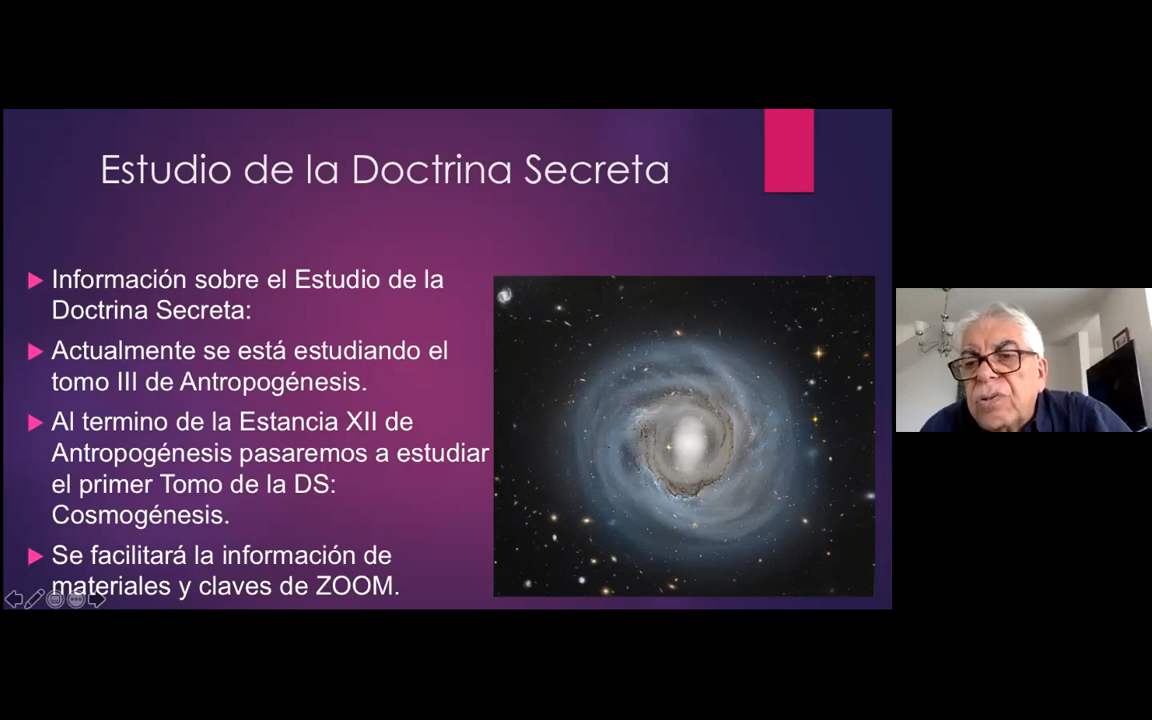 Estudio de la Doctrina Secreta
Información sobre el Estudio de la
Doctrina Secreta:
Actualmente se está estudiando el
tomo III de Antropogénesis.
Al termino de la Estancia XII de
Antropogénesis pasaremos a estudiar
el primer Tomo de la DS:
Cosmogénesis.
Se facilitará la información de
materiales y claves de ZOOM.